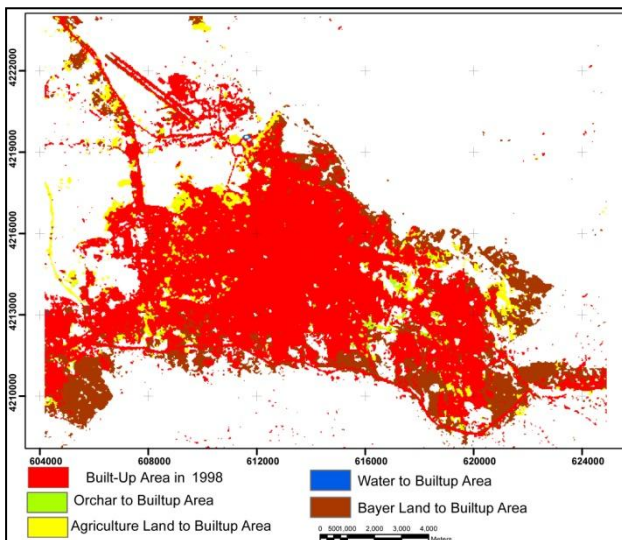 4222000
4219000
4216000
4213000
4210000
604000 608000 612000 616000 620000 624000
Built-Up Area in 1998
Water to Builtup Area
Orchar to Builtup Area
Bayer Land to Builtup Area
Agriculture Land to Builtup Area
0 5001,000 2,000 3,000 4,000
Meters